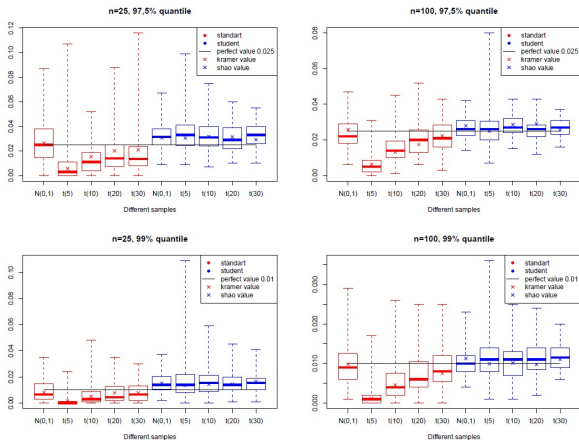 n=25, 97,5% quantile
0.12
0.10
0.08
0.06
0.04
0.02
0.00
standart
student
perfect value 0.025
kramer value
shao value
N(0,1) t(5) t(10) t(20) t(30) N(0,1) t(5) t(10) t(20) t(30)
Different samples
n=100, 97.5% quantile
0.08
0.06
0.04
0.02
0.00
standart
student
perfect value 0.025
kramer value
shao value
N(0,1) t(5) t(10) t(20) t(30) N(0,1) t(5) t(10) t(20) t(30)
Different samples
n=25, 99% quantile
0.10
0.08
0.06
0.04
0.02
0.00
standart
student
perfect value 0.01
kramer value
shao value
N(0,1) t(5) t(10) t(20) t(30) N(0,1) t(5) t(10) t(20) t(30)
Different samples
n=100, 99% quantile
0.030
0.020
0.010
0.000
standart
student
perfect value 0.01
kramer value
shao value
N(0,1) t(5) t(10) t(20) t(30) N(0,1) t(5) t(10) t(20) t(30)
Different samples